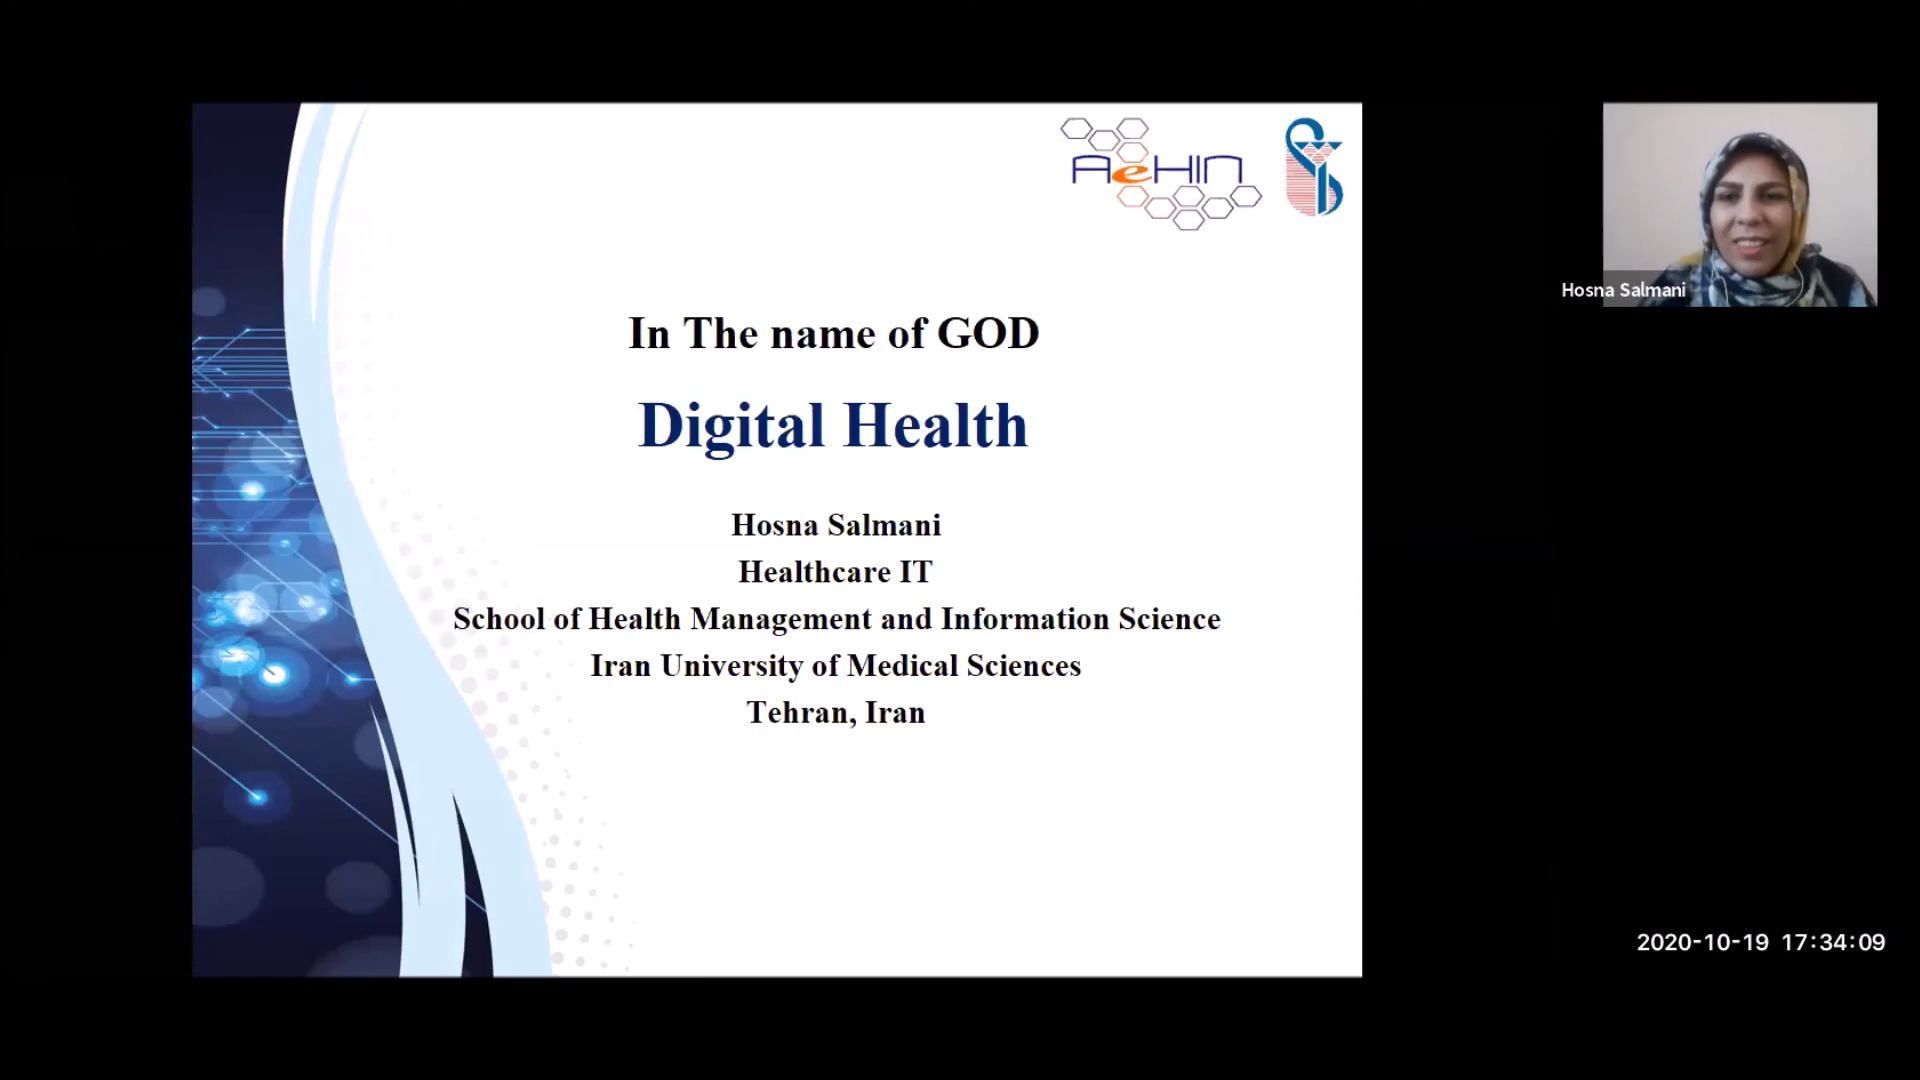 AeHIN
In The name of GOD
Digital Health
Hosna Salmani
Healthcare IT
School of Health Management and Information Science
Iran University of Medical Sciences
Tehran, Iran
Hosna Salmani
2020-10-19 17:34:09